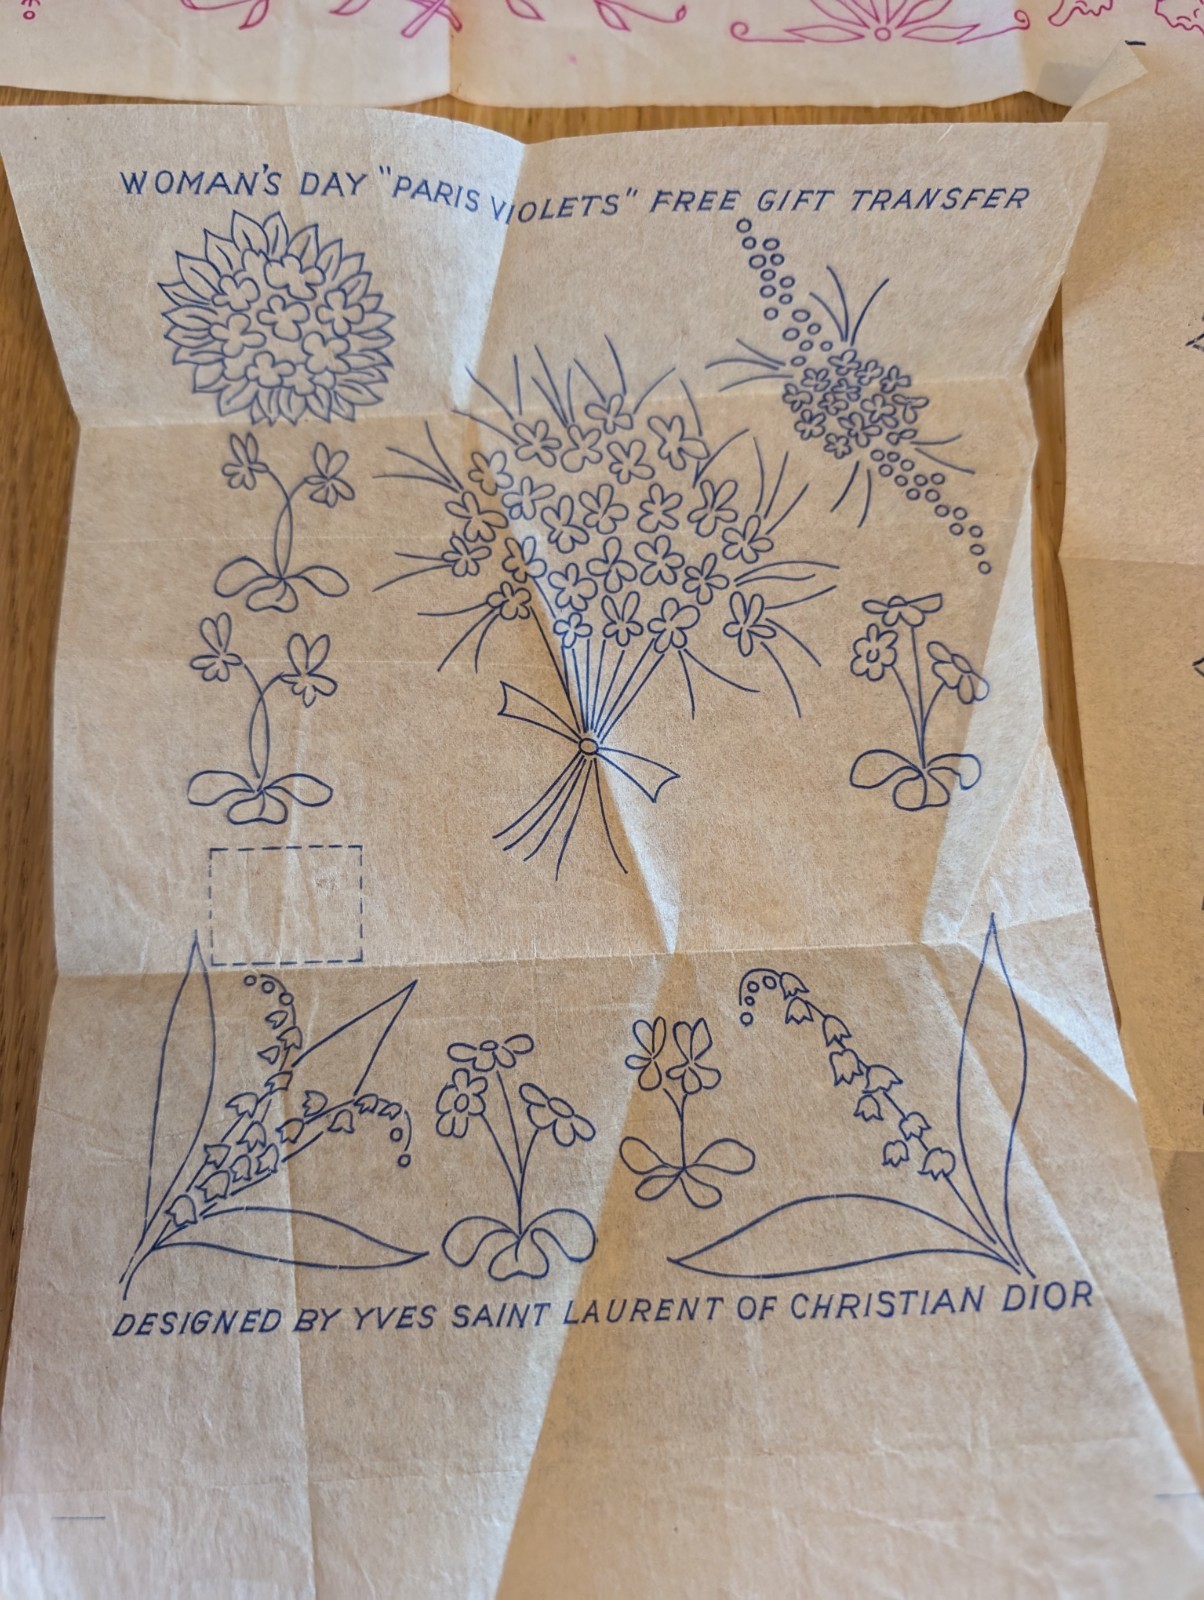 WOMAN'S DAY "PARIS VIOLETS" FREE GIFT TRANSFER
DESIGNED BY YVES SAINT LAURENT OF CHRISTIAN DIOR